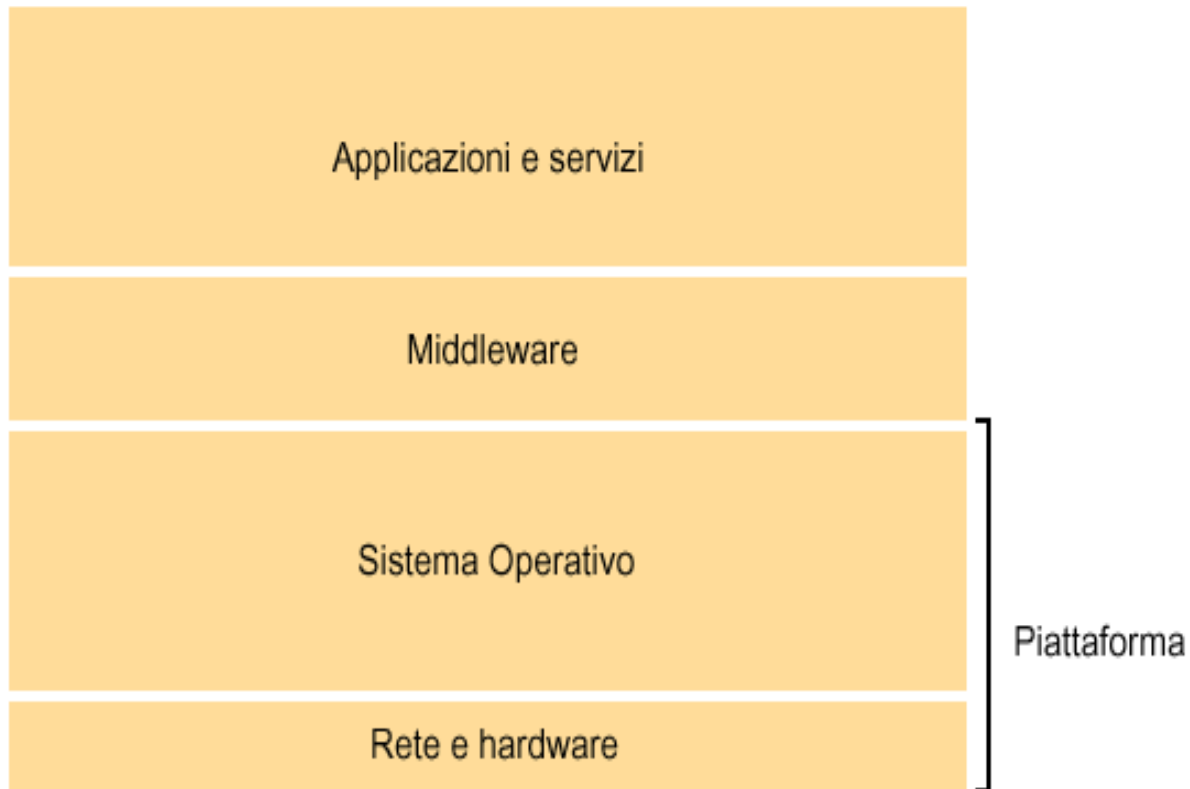 Applicazioni e servizi
Middleware
Sistema Operativo
Piattaforma
Rete e hardware